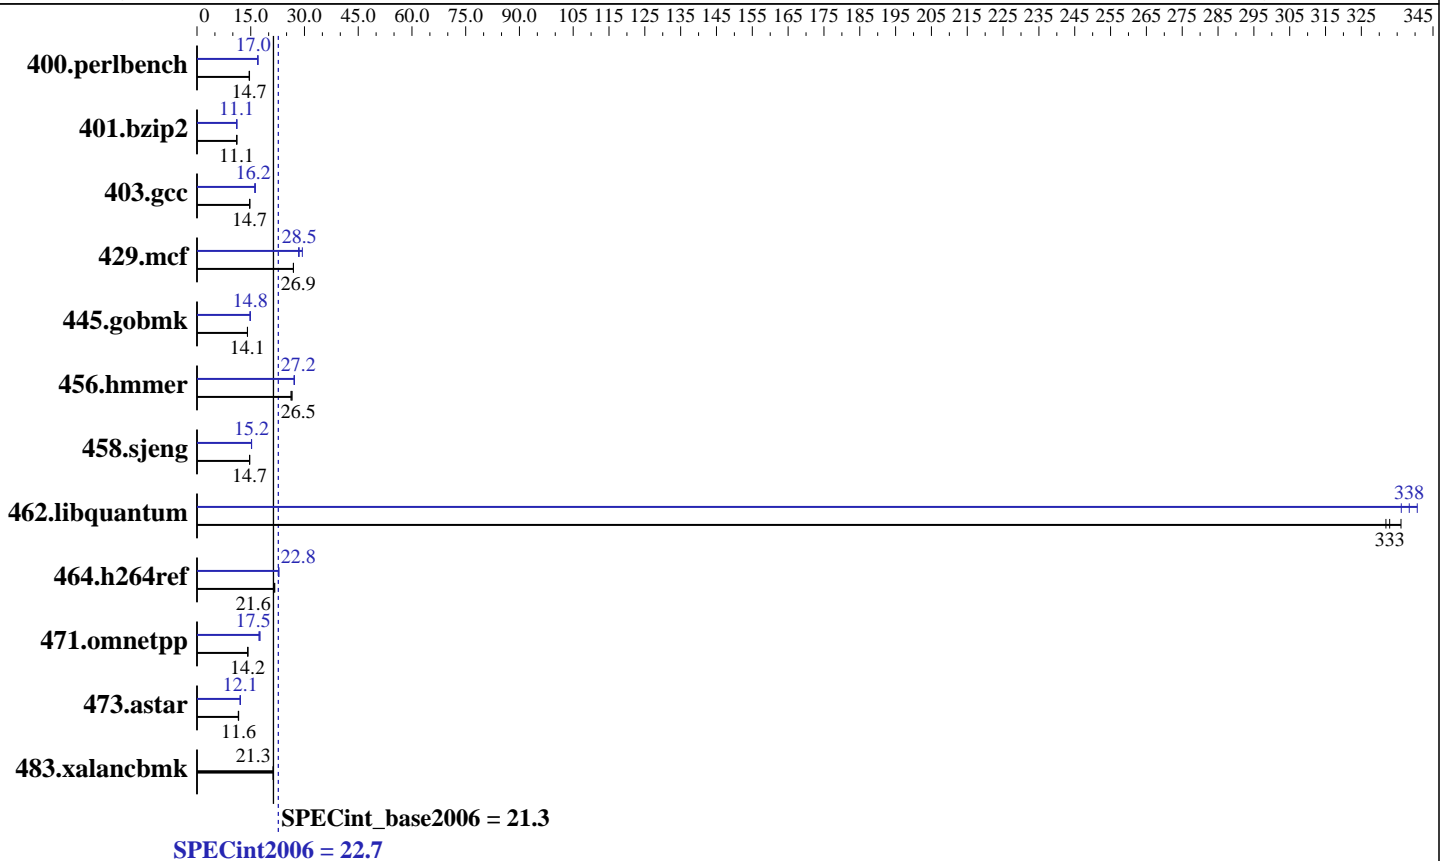 0 15.0 30.0 45.0 60.0 75.0 90.0 105 115 125 135 145 155 165 175 185 195 205 215 225 235 245 255 265 275 285 295 305 315 325 345
17.0
400.perlbench
14.7
11.1
401.bzip2
11.1
16.2
403.gcc
14.7
28.5
429.mcf
26.9
14.8
445.gobmk
14.1
27.2
456.hmmer
26.5
15.2
458.sjeng
14.7
338
462.libquantum
333
22.8
464.h264ref
21.6
17.5
471.omnetpp
14.2
12.1
473.astar
11.6
21.3
483.xalancbmk
SPECint_base2006 = 21.3
SPECint2006 = 22.7